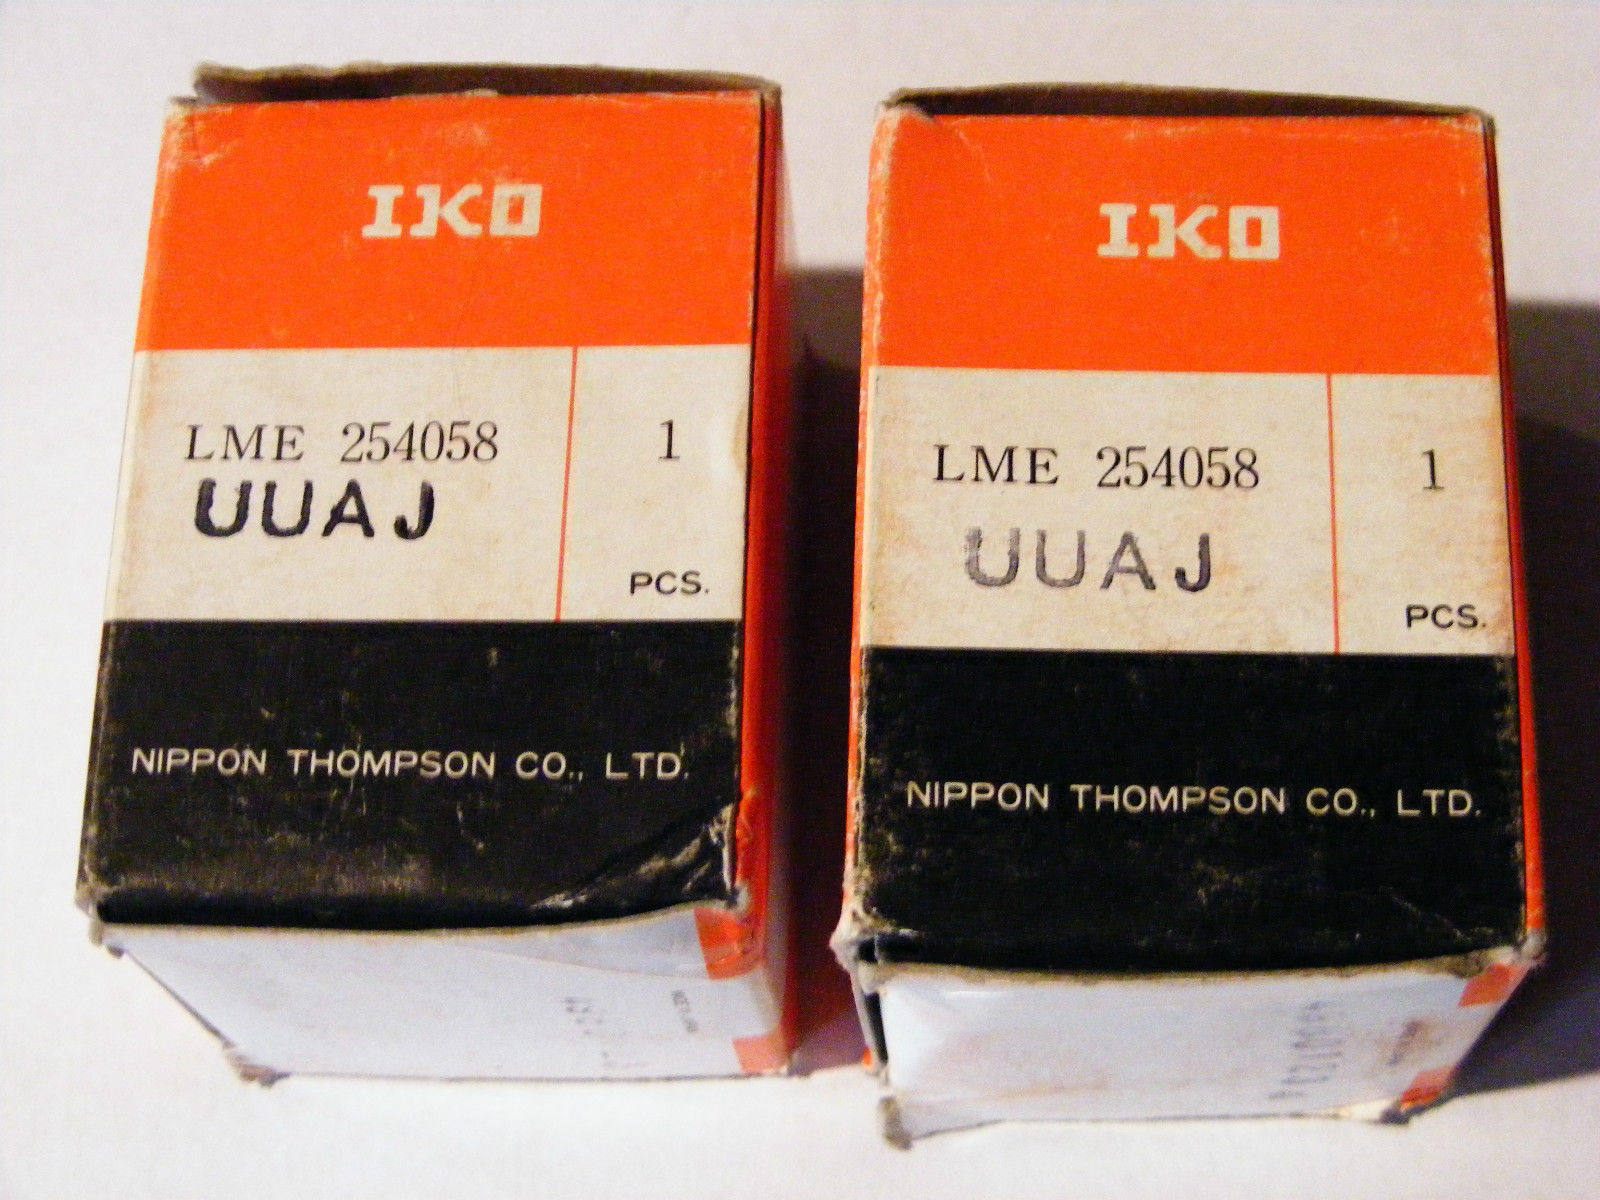 IKO
LME 254058
1
UUAJ
PCS.
NIPPON THOMPSON CO., LTD.
IKO
LME 254058
1
UUAJ
PCS.
NIPPON THOMPSON CO., LTD.